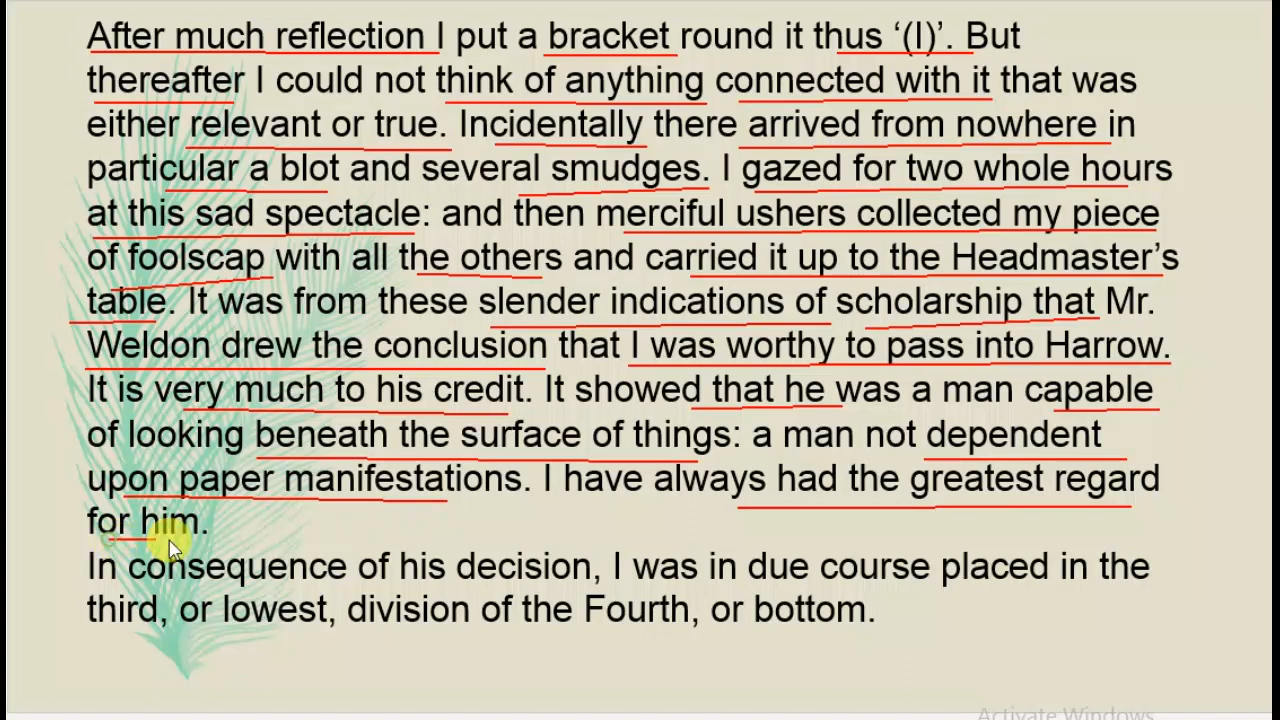 After much reflection I put a bracket round it thus ‘(I)’. But
thereafter I could not think of anything connected with it that was
either relevant or true. Incidentally there arrived from nowhere in
particular a blot and several smudges. I gazed for two whole hours
at this sad spectacle: and then merciful ushers collected my piece
of foolscap with all the others and carried it up to the Headmaster’s
table. It was from these slender indications of scholarship that Mr.
Weldon drew the conclusion that I was worthy to pass into Harrow.
It is very much to his credit. It showed that he was a man capable
of looking beneath the surface of things: a man not dependent
upon paper manifestations. I have always had the greatest regard
for him.
In consequence of his decision, I was in due course placed in the
third, or lowest, division of the Fourth, or bottom.
Activate Windows